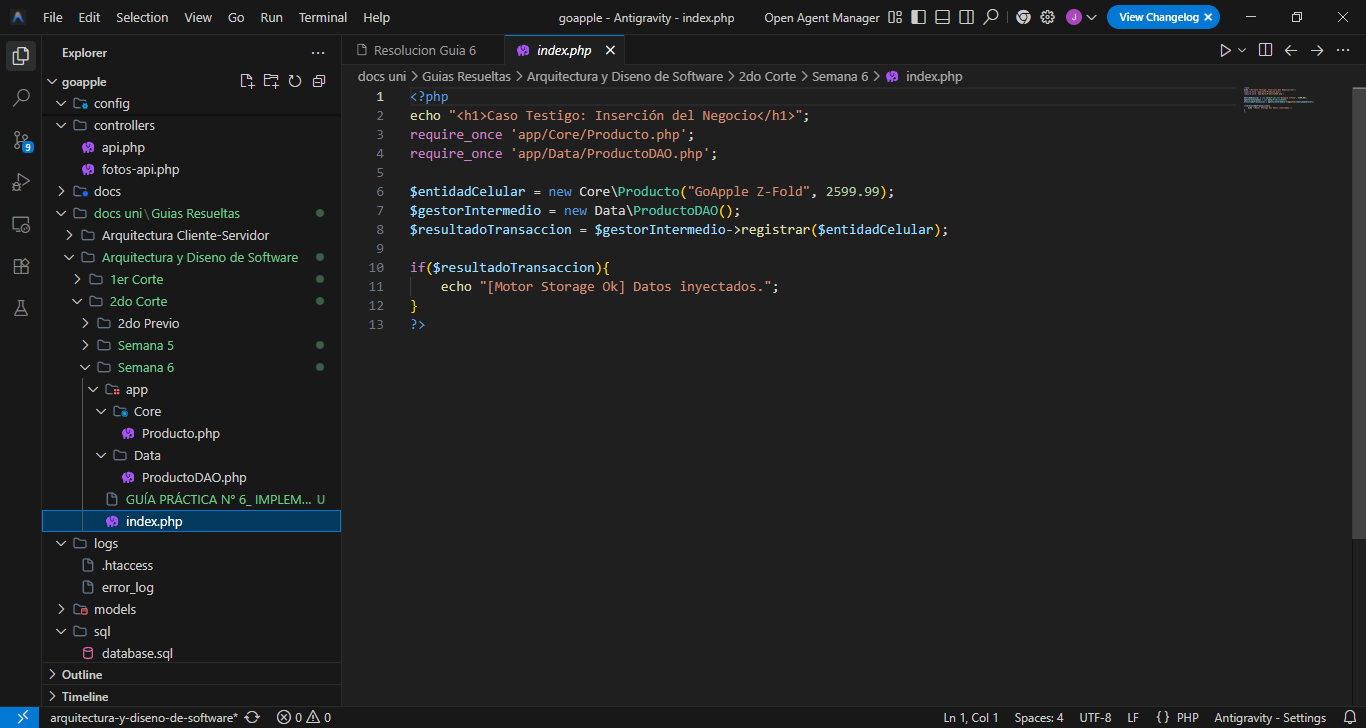 File Edit Selection View Go Run Terminal Help
goapple - Antigravity - index.php
Open Agent Manager
J
View Changelog
Explorer
goapple
config
controllers
api.php
fotos-api.php
docs
docs uni\Guias Resueltas
Arquitectura Cliente-Servidor
Arquitectura y Diseno de Software
1er Corte
2do Corte
2do Previo
Semana 5
Semana 6
app
Core
Producto.php
Data
ProductoDAO.php
GUÍA PRÁCTICA N° 6_ IMPLEM... U
index.php
logs
.htaccess
error_log
models
sql
database.sql
Outline
Timeline
9
Resolucion Guia 6
index.php
docs uni > Guias Resueltas > Arquitectura y Diseno de Software > 2do Corte > Semana 6 > index.php
1 <?php
2 echo "<h1>Caso Testigo: Inserción del Negocio</h1>";
3 require_once 'app/Core/Producto.php';
4 require_once 'app/Data/ProductoDAO.php';
5
6 $entidadCelular = new Core\Producto("GoApple Z-Fold", 2599.99);
7 $gestorIntermedio = new Data\ProductoDAO();
8 $resultadoTransaccion = $gestorIntermedio->registrar($entidadCelular);
9
10 if($resultadoTransaccion){
11 echo "[Motor Storage Ok] Datos inyectados.";
12 }
13 ?>
arquitectura-y-diseno-de-software* 0 0
Ln 1, Col 1 Spaces: 4 UTF-8 LF {} PHP Antigravity - Settings